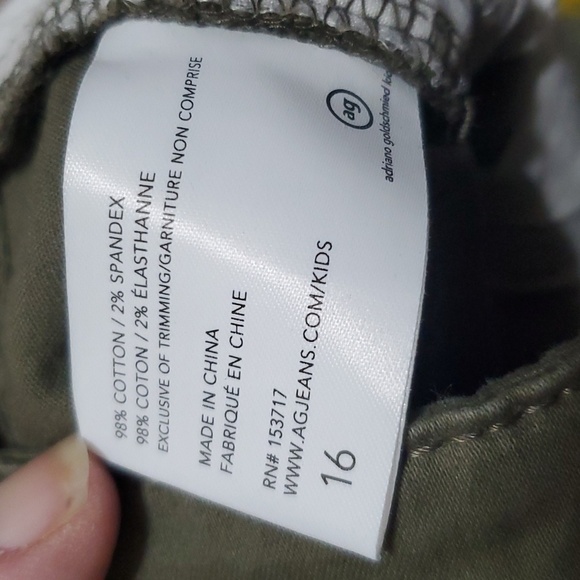 ag
adriano goldschmied
98% COTTON / 2% SPANDEX
98% COTON / 2% ÉLASTHANNE
EXCLUSIVE OF TRIMMING/GARNITURE NON COMPRISE
MADE IN CHINA
FABRIQUÉ EN CHINE
RN# 153717
WWW.AGJEANS.COM/KIDS
16